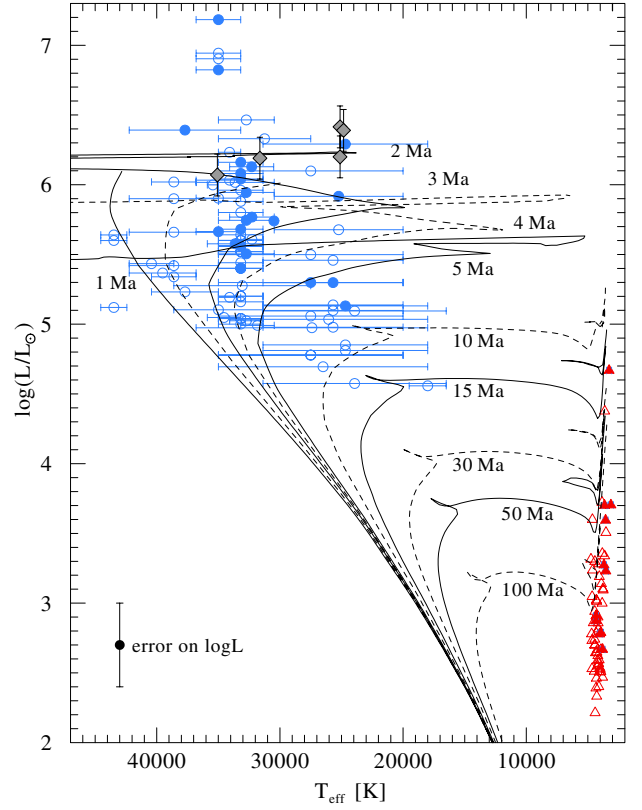 7
6
5
4
3
2
log(L/L⊙)
2 Ma
3 Ma
4 Ma
1 Ma
5 Ma
10 Ma
15 Ma
30 Ma
50 Ma
100 Ma
error on logL
40000 30000 20000 10000
T_eff [K]